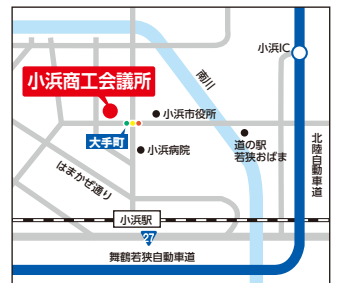 小浜IC
小浜商工会議所
南川
小浜市役所
大手町
道の駅
若狭おばま
小浜病院
北陸自動車道
はまかぜ通り
小浜駅
27
舞鶴若狭自動車道